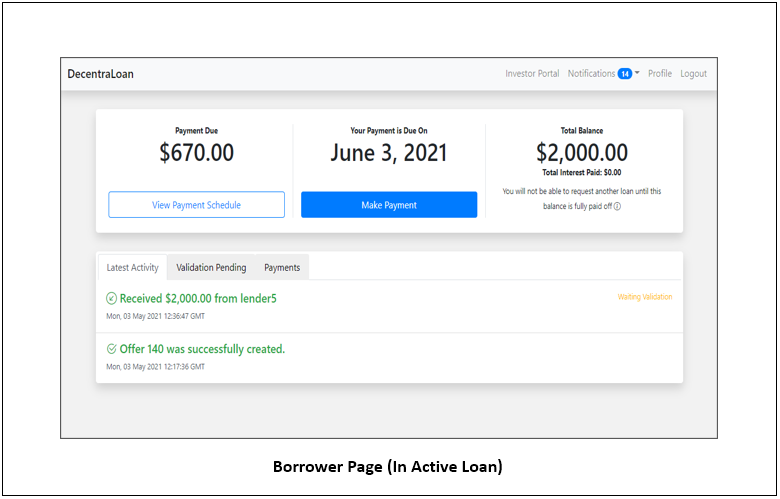 DecentraLoan
Investor Portal Notifications 14 Profile Logout
Payment Due
$670.00
View Payment Schedule
Your Payment is Due On
June 3, 2021
Make Payment
Total Balance
$2,000.00
Total Interest Paid: $0.00
You will not be able to request another loan until this
balance is fully paid off
Latest Activity Validation Pending Payments
Received $2,000.00 from lender5
Waiting Validation
Mon, 03 May 2021 12:36:47 GMT
Offer 140 was successfully created.
Mon, 03 May 2021 12:17:36 GMT
Borrower Page (In Active Loan)